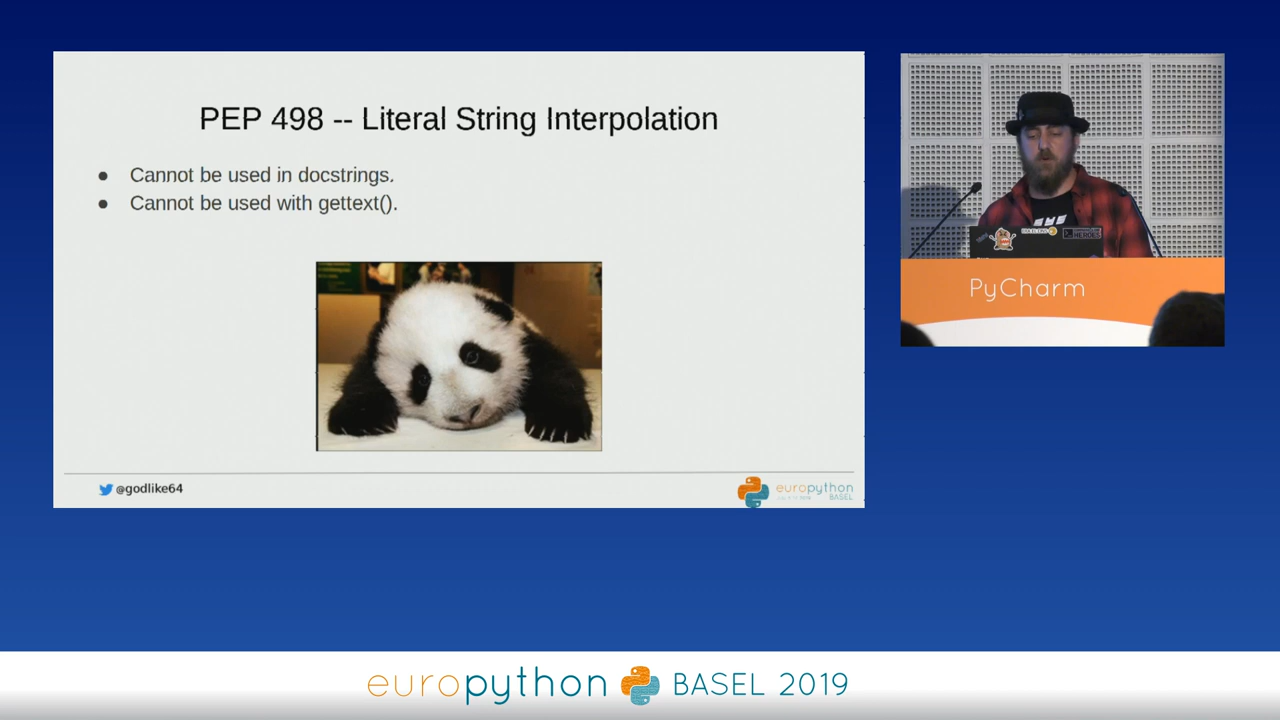 PEP 498 -- Literal String Interpolation
● Cannot be used in docstrings.
● Cannot be used with gettext().
@godlike64
europython
BASEL
PyCharm
europython BASEL 2019